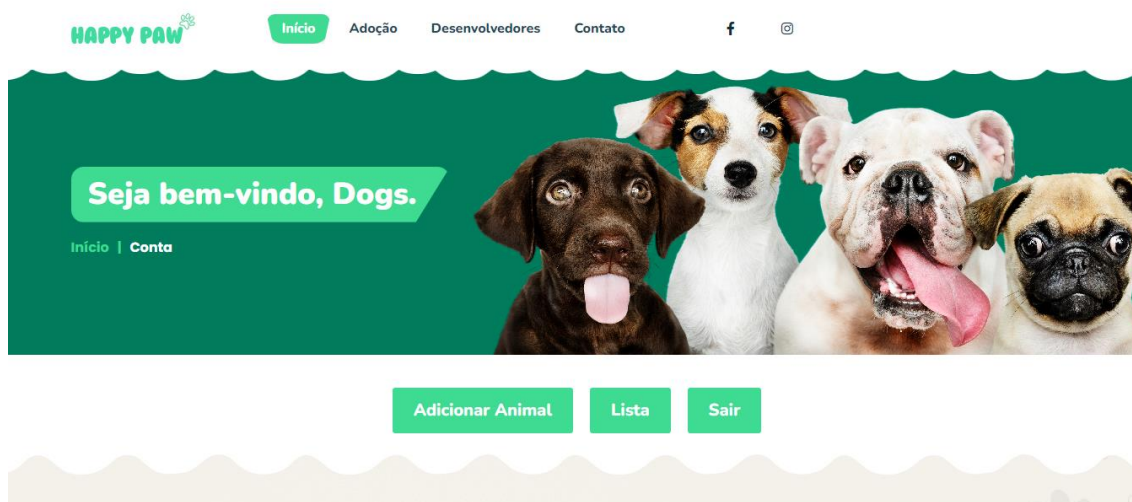 HAPPY PAW
Início Adoção Desenvolvedores Contato
Seja bem-vindo, Dogs.
Início | Conta
Adicionar Animal Lista Sair